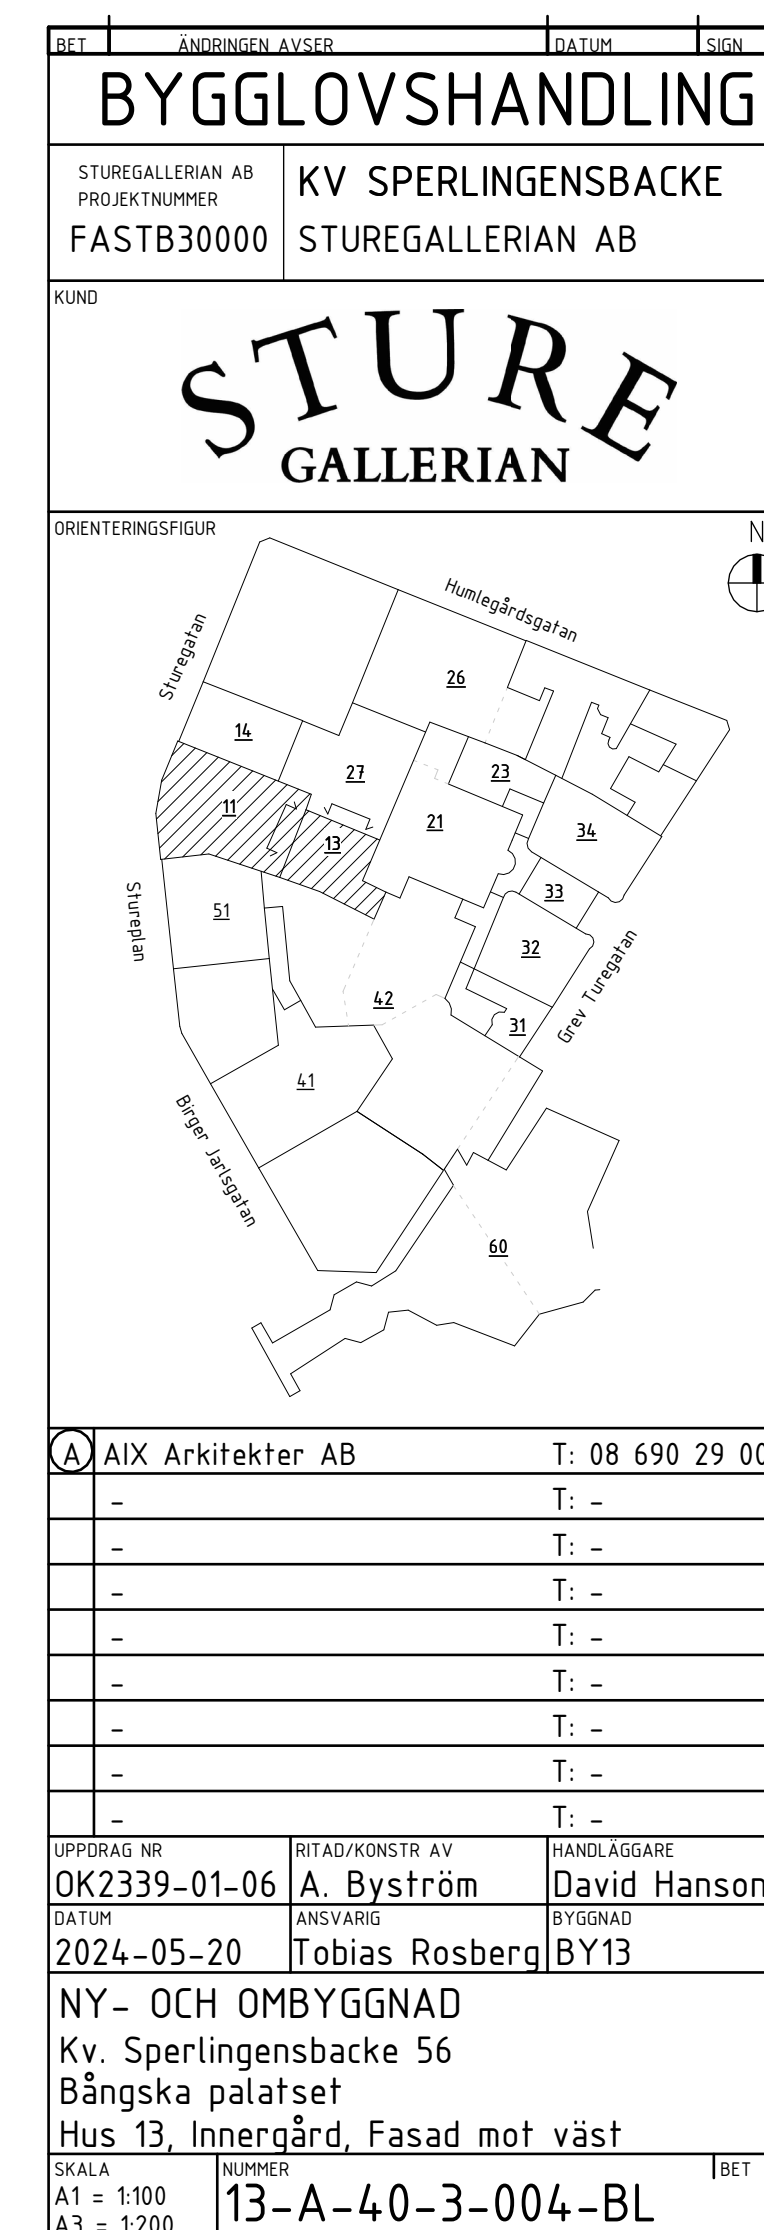 BET ÄNDRINGEN AVSER DATUM SIGN
BYGGLOVSHANDLING
STUREGALLERIAN AB
PROJEKTNUMMER
FASTB30000
KV SPERLINGENSBACKE
STUREGALLERIAN AB
KUND
STURE
GALLERIAN
ORIENTERINGSFIGUR
N
Humlegårdsgatan
Sturegatan
26
14
27
23
11
21
13
34
33
51
Stureplan
32
Grev Turegatan
42
31
41
Birger Jarlsgatan
60
A AIX Arkitekter AB T: 08 690 29 00
- T: -
- T: -
- T: -
- T: -
- T: -
- T: -
- T: -
- T: -
UPPDRAG NR RITAD/KONSTR AV HANDLÄGGARE
OK2339-01-06 A. Byström David Hanson
DATUM ANSVARIG BYGGNAD
2024-05-20 Tobias Rosberg BY13
NY- OCH OMBYGGNAD
Kv. Sperlingensbacke 56
Bångska palatset
Hus 13, Innergård, Fasad mot väst
SKALA NUMMER BET
A1 = 1:100 13-A-40-3-004-BL
A3 = 1:200